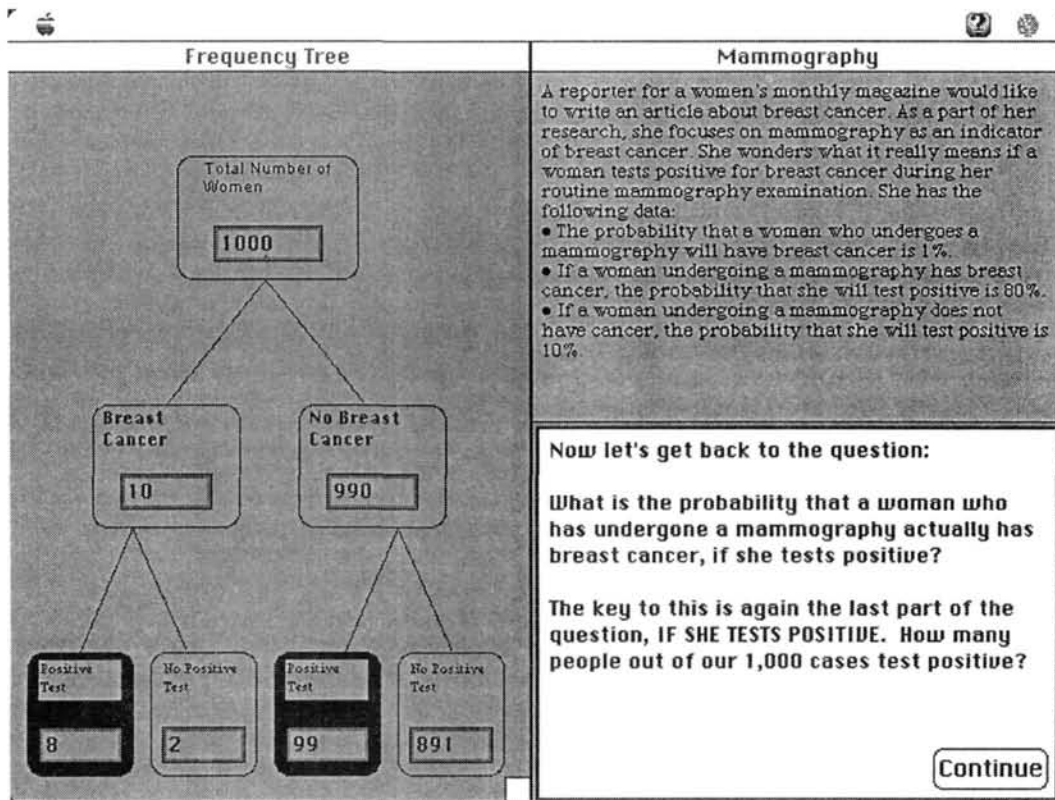 Frequency Tree
Total Number of
Women
1000
Breast
Cancer
10
No Breast
Cancer
990
Positive
Test
8
No Positive
Test
2
Positive
Test
99
No Positive
Test
891
Mammography
A reporter for a women's monthly magazine would like
to write an article about breast cancer. As a part of her
research, she focuses on mammography as an indicator
of breast cancer. She wonders what it really means if a
woman tests positive for breast cancer during her
routine mammography examination. She has the
following data:
• The probability that a woman who undergoes a
mammography will have breast cancer is 1%.
• If a woman undergoing a mammography has breast
cancer, the probability that she will test positive is 80%.
• If a woman undergoing a mammography does not
have cancer, the probability that she will test positive is
10%.
Now let's get back to the question:
What is the probability that a woman who
has undergone a mammography actually has
breast cancer, if she tests positive?
The key to this is again the last part of the
question, IF SHE TESTS POSITIVE. How many
people out of our 1,000 cases test positive?
Continue
?